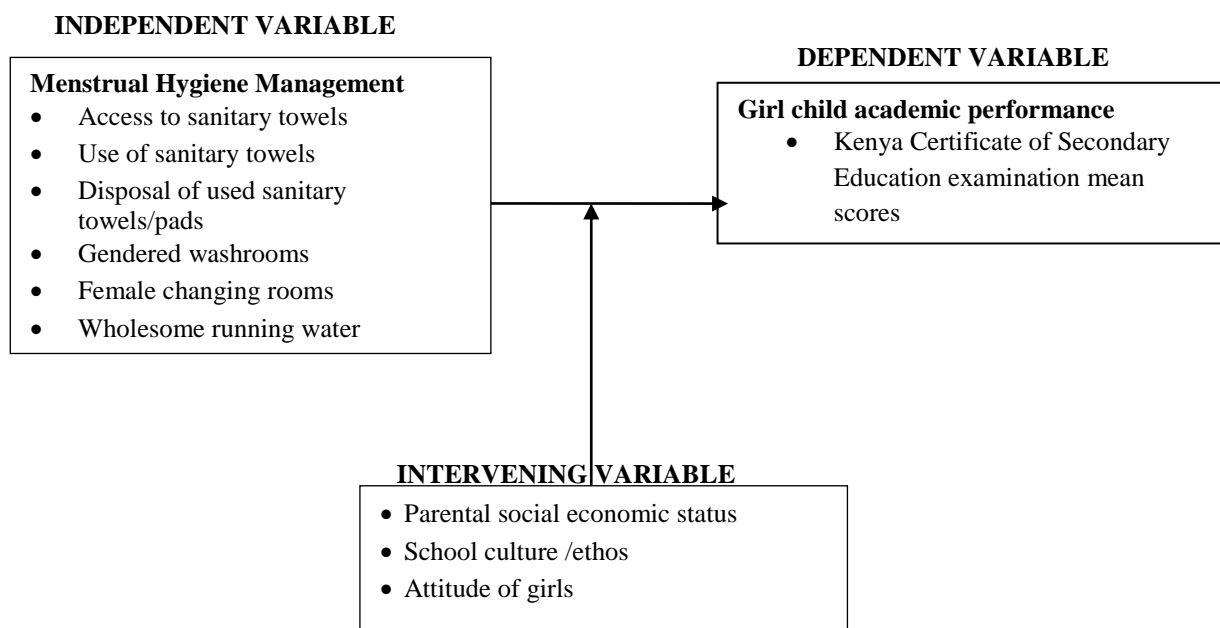 INDEPENDENT VARIABLE
Menstrual Hygiene Management
• Access to sanitary towels
• Use of sanitary towels
• Disposal of used sanitary
towels/pads
• Gendered washrooms
• Female changing rooms
• Wholesome running water
DEPENDENT VARIABLE
Girl child academic performance
• Kenya Certificate of Secondary
Education examination mean
scores
INTERVENING VARIABLE
• Parental social economic status
• School culture /ethos
• Attitude of girls